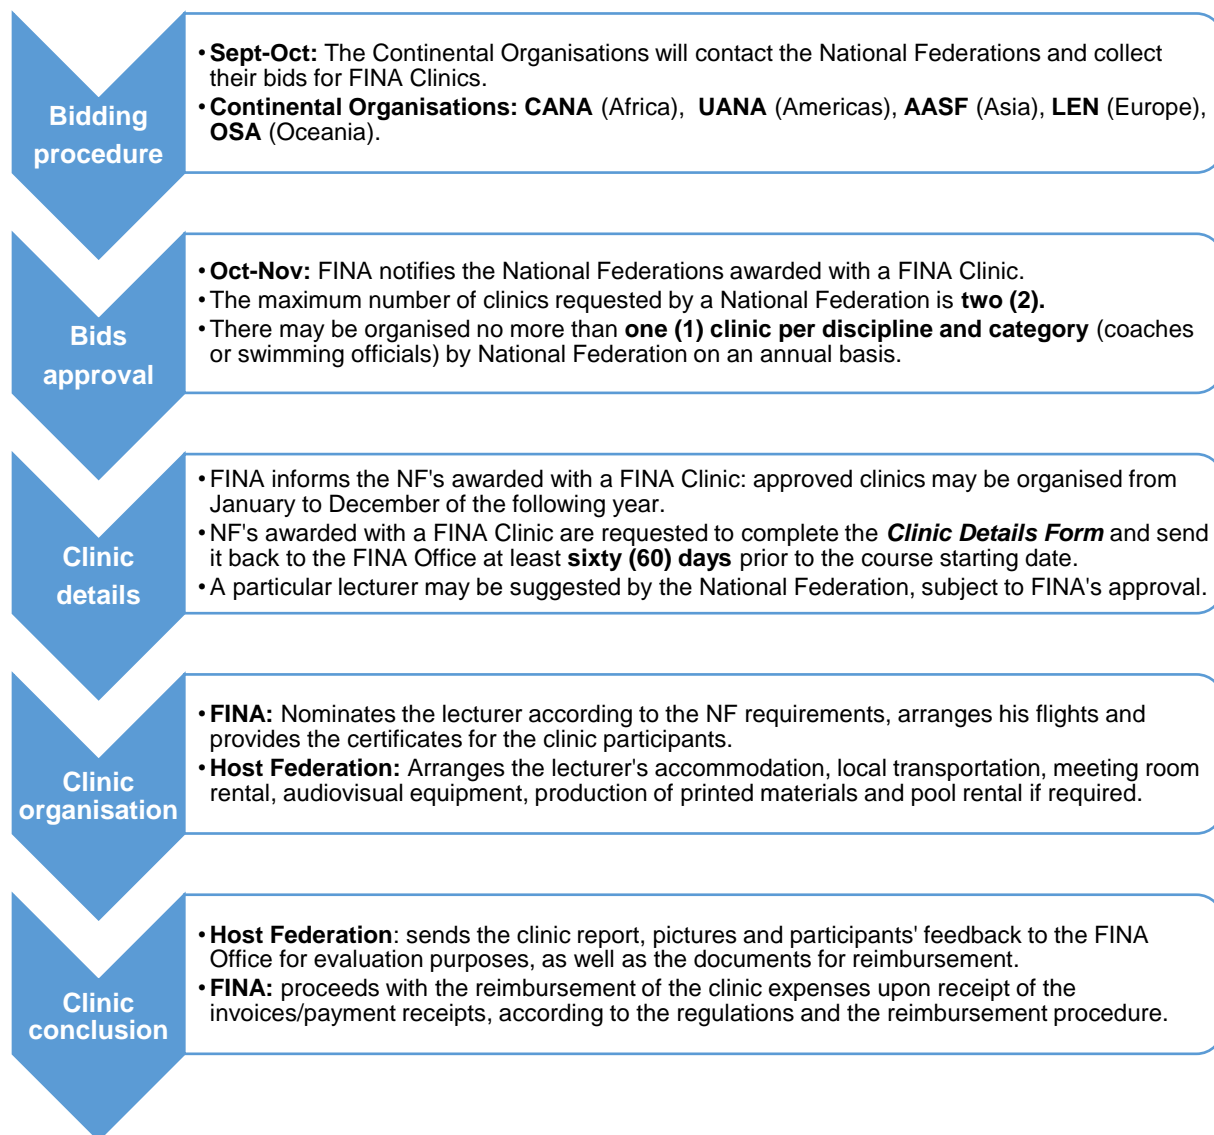 Bidding
procedure
• Sept-Oct: The Continental Organisations will contact the National Federations and collect
their bids for FINA Clinics.
• Continental Organisations: CANA (Africa), UANA (Americas), AASF (Asia), LEN (Europe),
OSA (Oceania).
Bids
approval
• Oct-Nov: FINA notifies the National Federations awarded with a FINA Clinic.
• The maximum number of clinics requested by a National Federation is two (2).
• There may be organised no more than one (1) clinic per discipline and category (coaches
or swimming officials) by National Federation on an annual basis.
Clinic
details
• FINA informs the NF's awarded with a FINA Clinic: approved clinics may be organised from
January to December of the following year.
• NF's awarded with a FINA Clinic are requested to complete the Clinic Details Form and send
it back to the FINA Office at least sixty (60) days prior to the course starting date.
• A particular lecturer may be suggested by the National Federation, subject to FINA's approval.
Clinic
organisation
• FINA: Nominates the lecturer according to the NF requirements, arranges his flights and
provides the certificates for the clinic participants.
• Host Federation: Arranges the lecturer's accommodation, local transportation, meeting room
rental, audiovisual equipment, production of printed materials and pool rental if required.
Clinic
conclusion
• Host Federation: sends the clinic report, pictures and participants' feedback to the FINA
Office for evaluation purposes, as well as the documents for reimbursement.
• FINA: proceeds with the reimbursement of the clinic expenses upon receipt of the
invoices/payment receipts, according to the regulations and the reimbursement procedure.